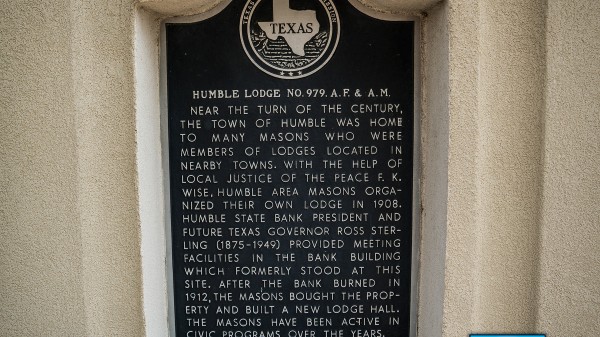 TEXAS
HUMBLE LODGE NO. 979, A.F. & A.M.
NEAR THE TURN OF THE CENTURY,
THE TOWN OF HUMBLE WAS HOME
TO MANY MASONS WHO WERE
MEMBERS OF LODGES LOCATED IN
NEARBY TOWNS. WITH THE HELP OF
LOCAL JUSTICE OF THE PEACE F. K.
WISE, HUMBLE AREA MASONS ORGA-
NIZED THEIR OWN LODGE IN 1908.
HUMBLE STATE BANK PRESIDENT AND
FUTURE TEXAS GOVERNOR ROSS STER-
LING (1875-1949) PROVIDED MEETING
FACILITIES IN THE BANK BUILDING
WHICH FORMERLY STOOD AT THIS
SITE. AFTER THE BANK BURNED IN
1912, THE MASONS BOUGHT THE PROP-
ERTY AND BUILT A NEW LODGE HALL.
THE MASONS HAVE BEEN ACTIVE IN
CIVIC PROGRAMS OVER THE YEARS.